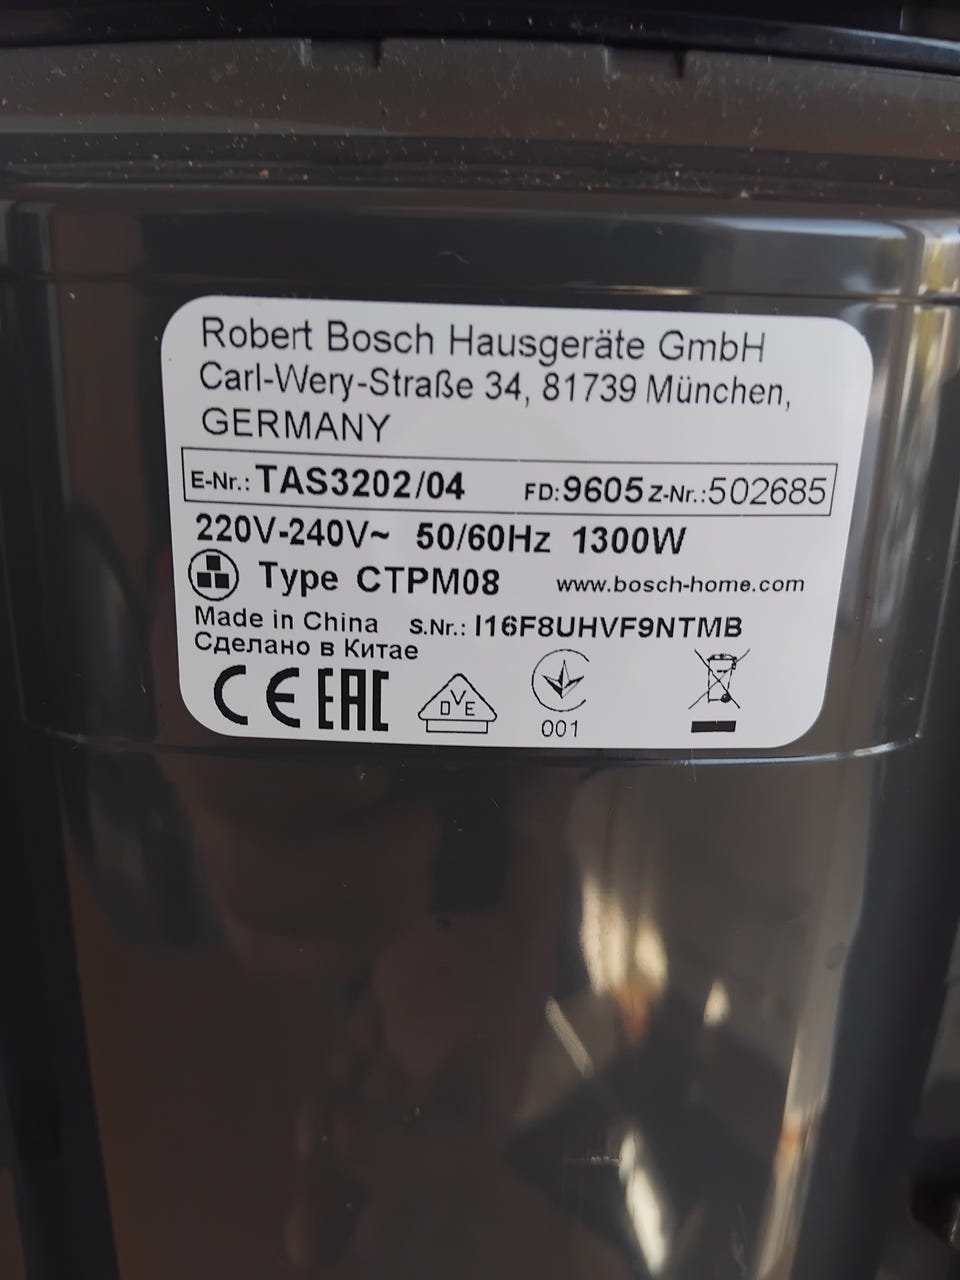 Robert Bosch Hausgeräte GmbH
Carl-Wery-Straße 34, 81739 München,
GERMANY
E-Nr.: TAS3202/04 FD:9605 Z-Nr.:502685
220V-240V~ 50/60Hz 1300W
Type CTPM08 www.bosch-home.com
Made in China S.Nr.: I16F8UHVF9NTMB
Сделано в Китае
CE EAC DVE 001